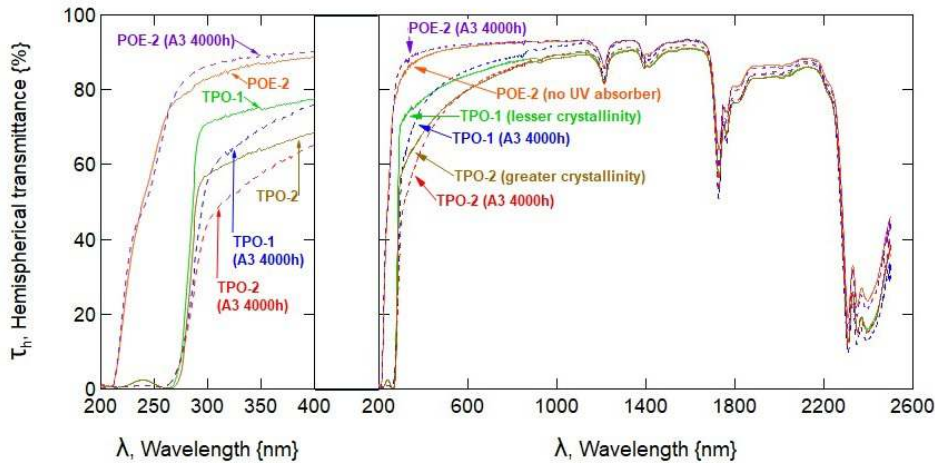 τh, Hemispherical transmittance {%}
100
80
60
40
20
0
POE-2 (A3 4000h)
POE-2
TPO-1
TPO-2
TPO-1
(A3 4000h)
TPO-2
(A3 4000h)
200 250 300 350 400
λ, Wavelength {nm}
POE-2 (A3 4000h)
POE-2 (no UV absorber)
TPO-1 (lesser crystallinity)
TPO-1 (A3 4000h)
TPO-2 (greater crystallinity)
TPO-2 (A3 4000h)
200 600 1000 1400 1800 2200 2600
λ, Wavelength {nm}